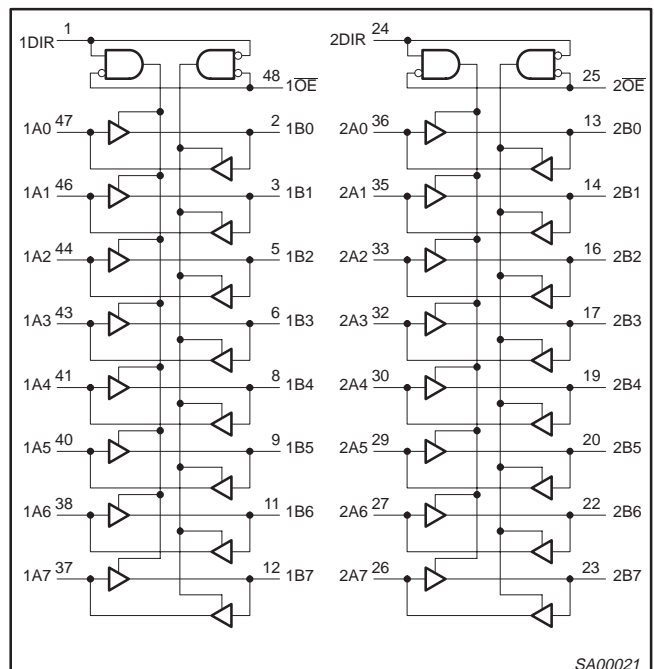 1DIR 1 2DIR 24
48 1O̅E̅ 25 2O̅E̅
1A0 47 2 1B0 2A0 36 13 2B0
1A1 46 3 1B1 2A1 35 14 2B1
1A2 44 5 1B2 2A2 33 16 2B2
1A3 43 6 1B3 2A3 32 17 2B3
1A4 41 8 1B4 2A4 30 19 2B4
1A5 40 9 1B5 2A5 29 20 2B5
1A6 38 11 1B6 2A6 27 22 2B6
1A7 37 12 1B7 2A7 26 23 2B7
SA00021